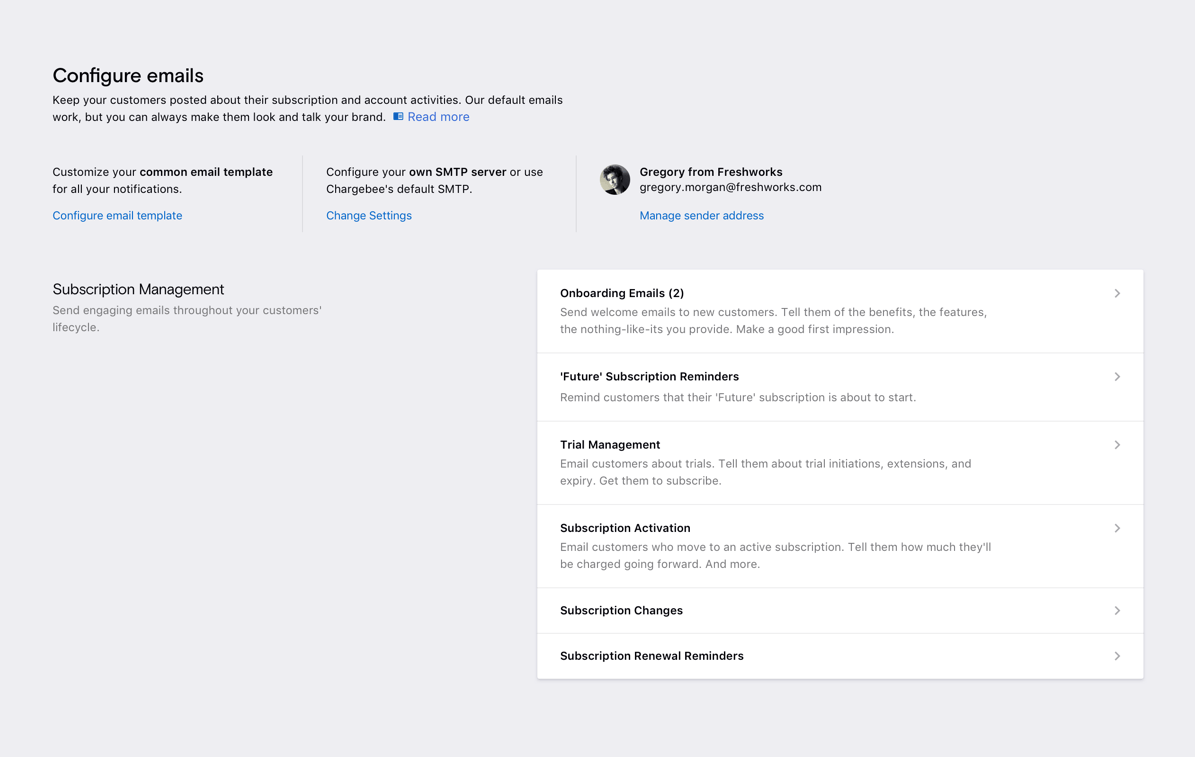 Configure emails
Keep your customers posted about their subscription and account activities. Our default emails
work, but you can always make them look and talk your brand. Read more
Customize your common email template
for all your notifications.
Configure email template
Configure your own SMTP server or use
Chargebee's default SMTP.
Change Settings
Gregory from Freshworks
gregory.morgan@freshworks.com
Manage sender address
Subscription Management
Send engaging emails throughout your customers'
lifecycle.
Onboarding Emails (2)
Send welcome emails to new customers. Tell them of the benefits, the features,
the nothing-like-its you provide. Make a good first impression.
'Future' Subscription Reminders
Remind customers that their 'Future' subscription is about to start.
Trial Management
Email customers about trials. Tell them about trial initiations, extensions, and
expiry. Get them to subscribe.
Subscription Activation
Email customers who move to an active subscription. Tell them how much they'll
be charged going forward. And more.
Subscription Changes
Subscription Renewal Reminders